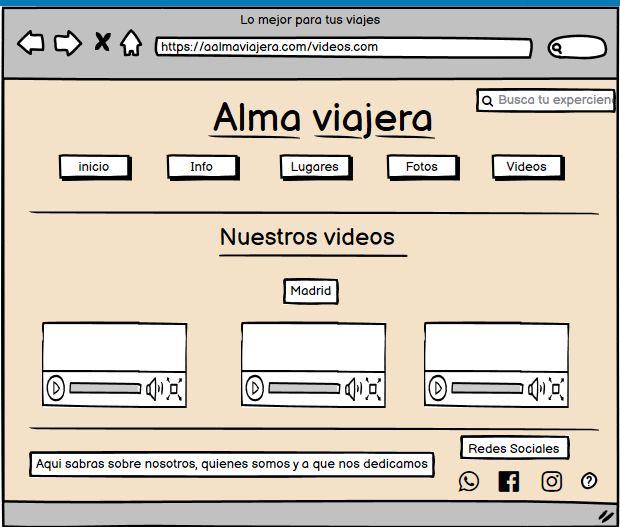 Lo mejor para tus viajes
https://aalmaviajera.com/videos.com
Busca tu expercien
Alma viajera
inicio
Info
Lugares
Fotos
Videos
Nuestros videos
Madrid
Redes Sociales
Aqui sabras sobre nosotros, quienes somos y a que nos dedicamos